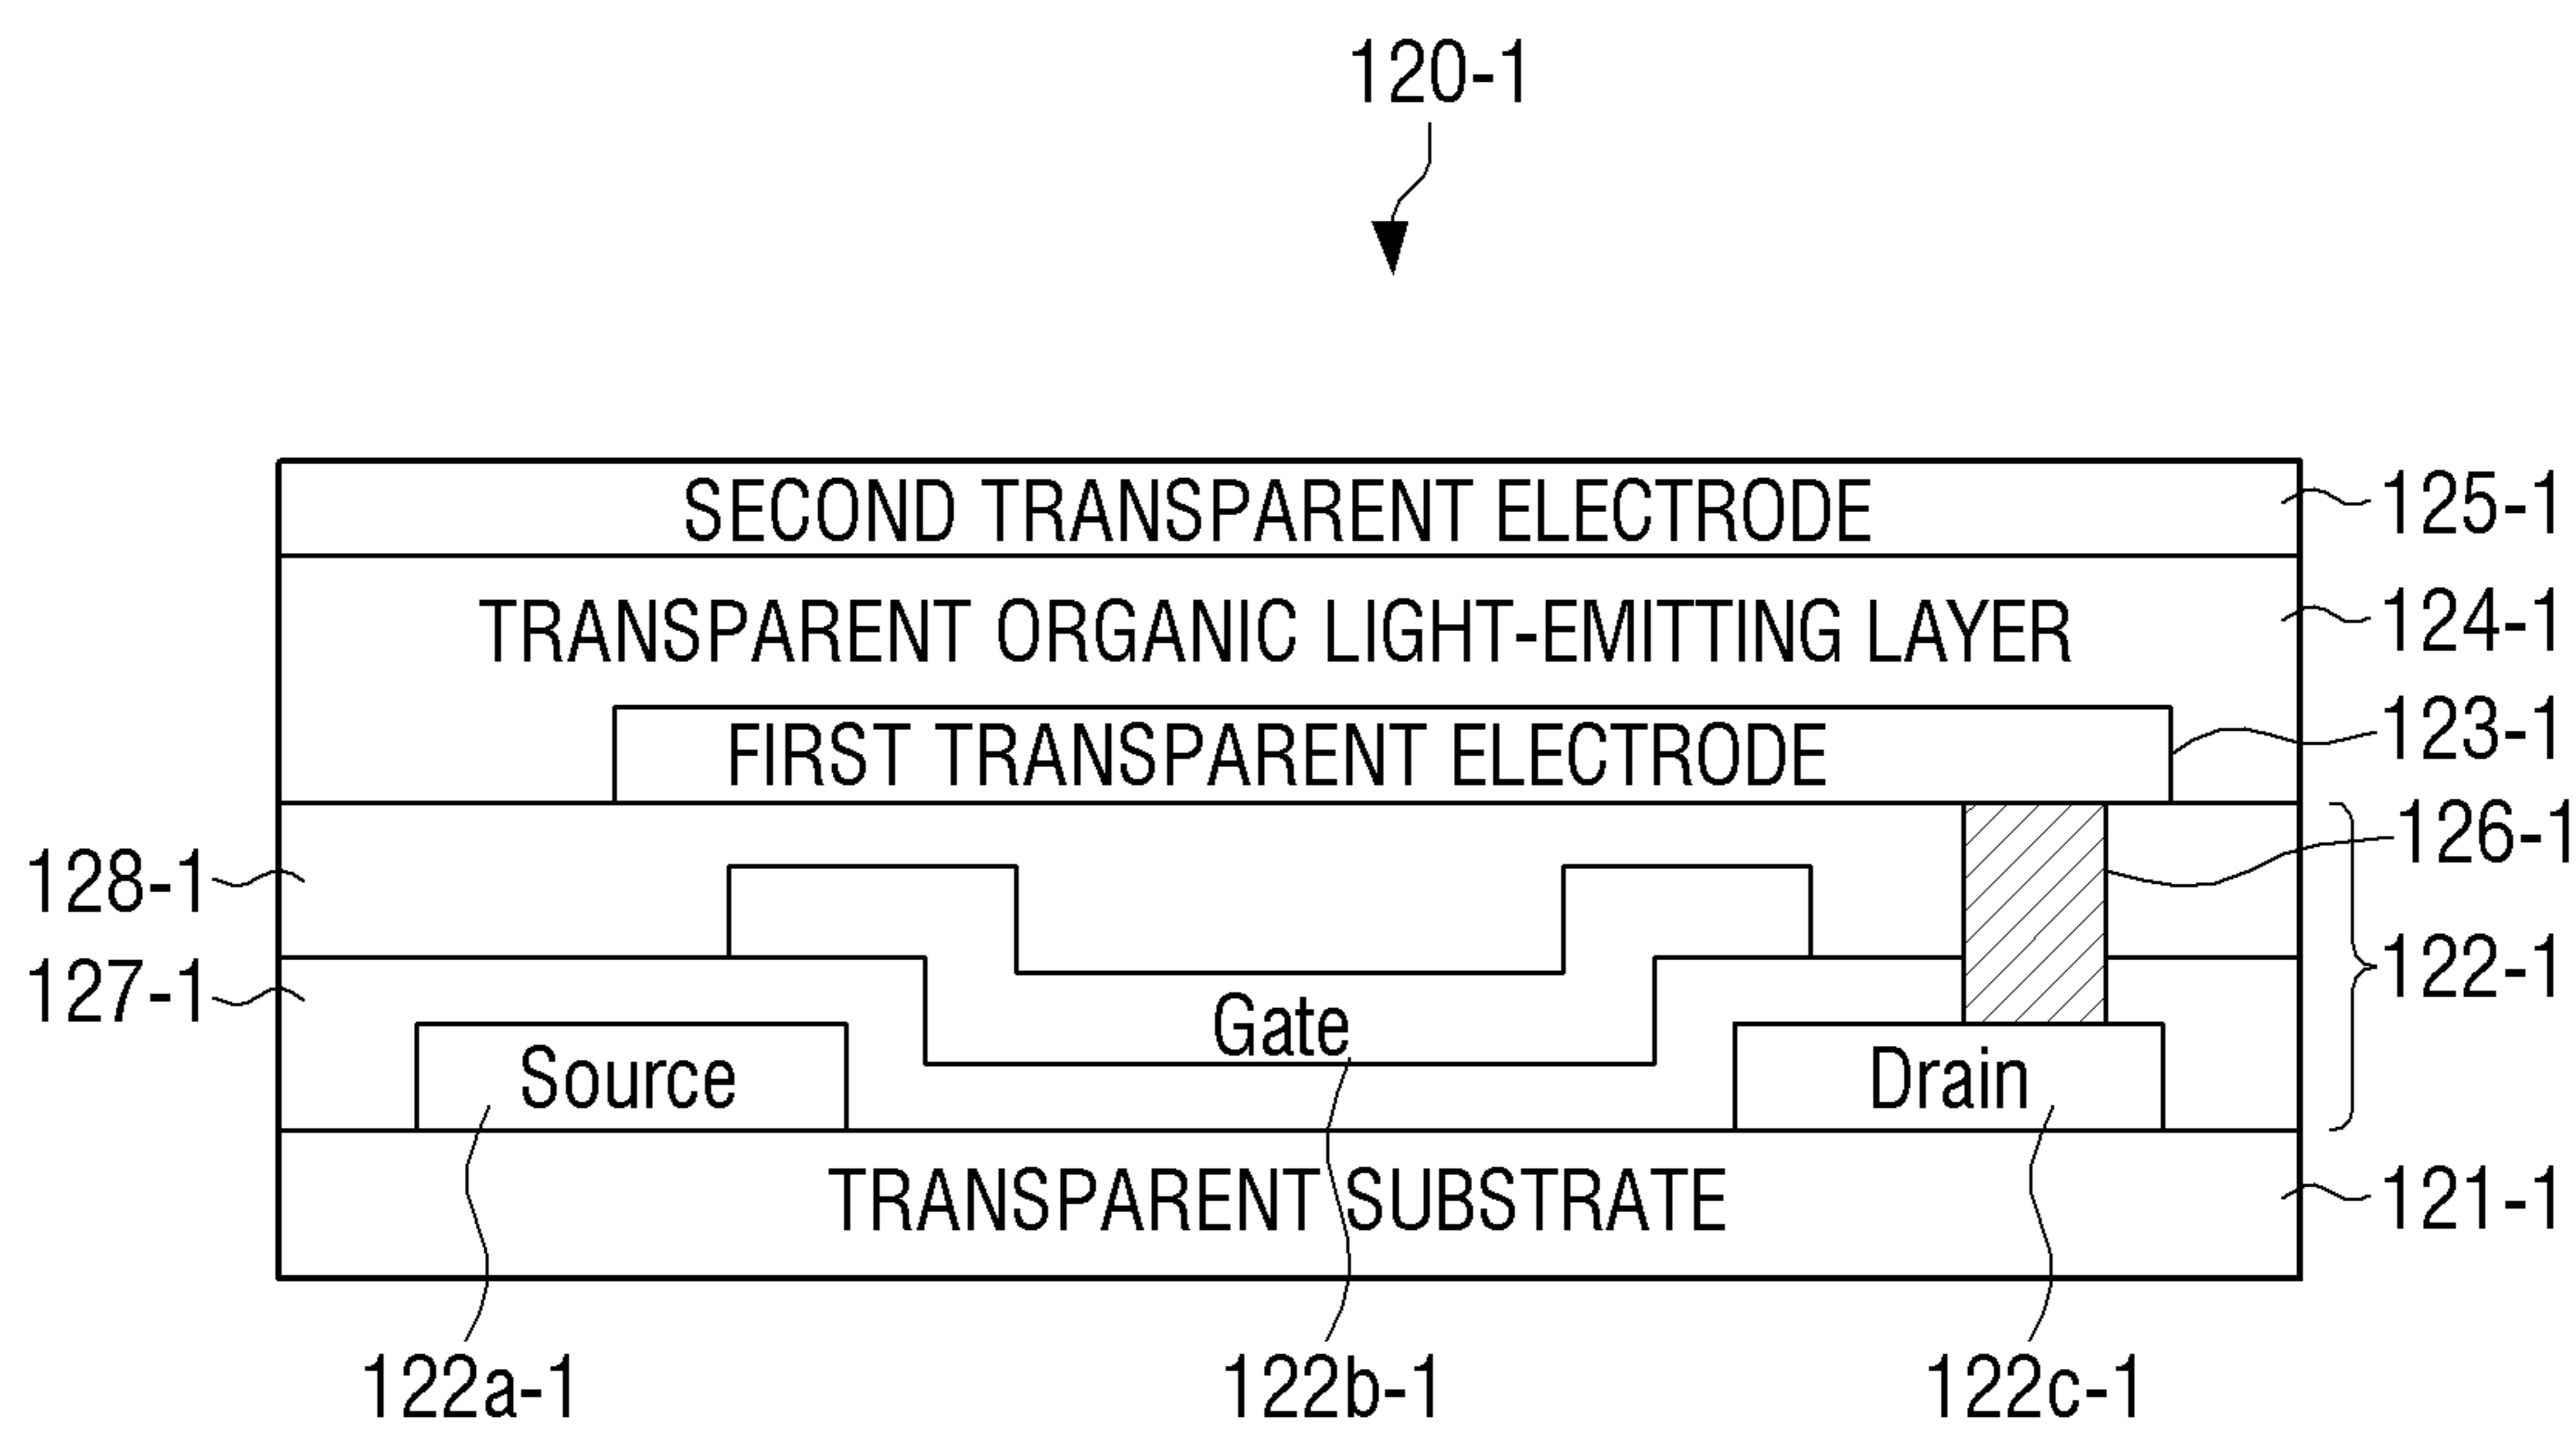 120-1
SECOND TRANSPARENT ELECTRODE
125-1
TRANSPARENT ORGANIC LIGHT-EMITTING LAYER
124-1
FIRST TRANSPARENT ELECTRODE
123-1
126-1
128-1
122-1
127-1
Gate
Source
Drain
TRANSPARENT SUBSTRATE
121-1
122a-1
122b-1
122c-1